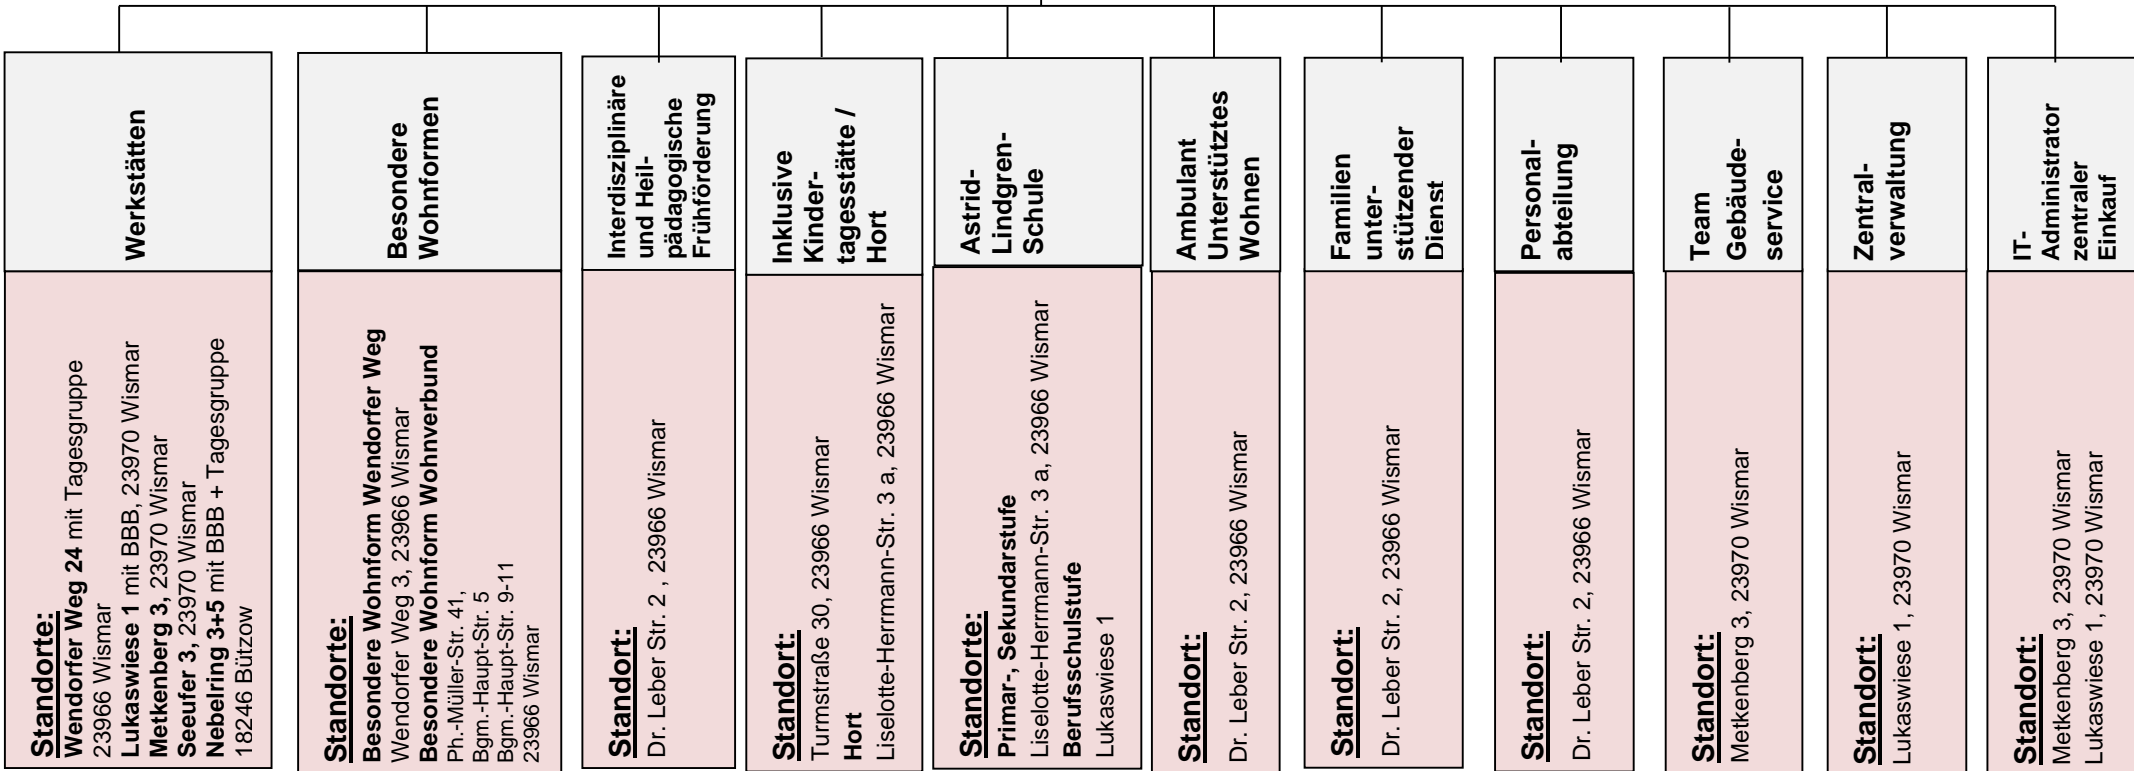 Werkstätten
Standorte:
Wendorfer Weg 24 mit Tagesgruppe
23966 Wismar
Lukaswiese 1 mit BBB, 23970 Wismar
Metkenberg 3, 23970 Wismar
Seeufer 3, 23970 Wismar
Nebelring 3+5 mit BBB + Tagesgruppe
18246 Bützow
Besondere
Wohnformen
Standorte:
Besondere Wohnform Wendorfer Weg
Wendorfer Weg 3, 23966 Wismar
Besondere Wohnform Wohnverbund
Ph.-Müller-Str. 41,
Bgm.-Haupt-Str. 5
Bgm.-Haupt-Str. 9-11
23966 Wismar
Interdisziplinäre
und Heil-
pädagogische
Frühförderung
Standort:
Dr. Leber Str. 2 , 23966 Wismar
Inklusive
Kinder-
tagesstätte /
Hort
Standort:
Turmstraße 30, 23966 Wismar
Hort
Liselotte-Herrmann-Str. 3 a, 23966 Wismar
Astrid-
Lindgren-
Schule
Standorte:
Primar-, Sekundarstufe
Liselotte-Herrmann-Str. 3 a, 23966 Wismar
Berufsschulstufe
Lukaswiese 1
Ambulant
Unterstütztes
Wohnen
Standort:
Dr. Leber Str. 2, 23966 Wismar
Familien
unter-
stützender
Dienst
Standort:
Dr. Leber Str. 2, 23966 Wismar
Personal-
abteilung
Standort:
Dr. Leber Str. 2, 23966 Wismar
Team
Gebäude-
service
Standort:
Metkenberg 3, 23970 Wismar
Zentral-
verwaltung
Standort:
Lukaswiese 1, 23970 Wismar
IT-
Administrator
zentraler
Einkauf
Standort:
Metkenberg 3, 23970 Wismar
Lukaswiese 1, 23970 Wismar